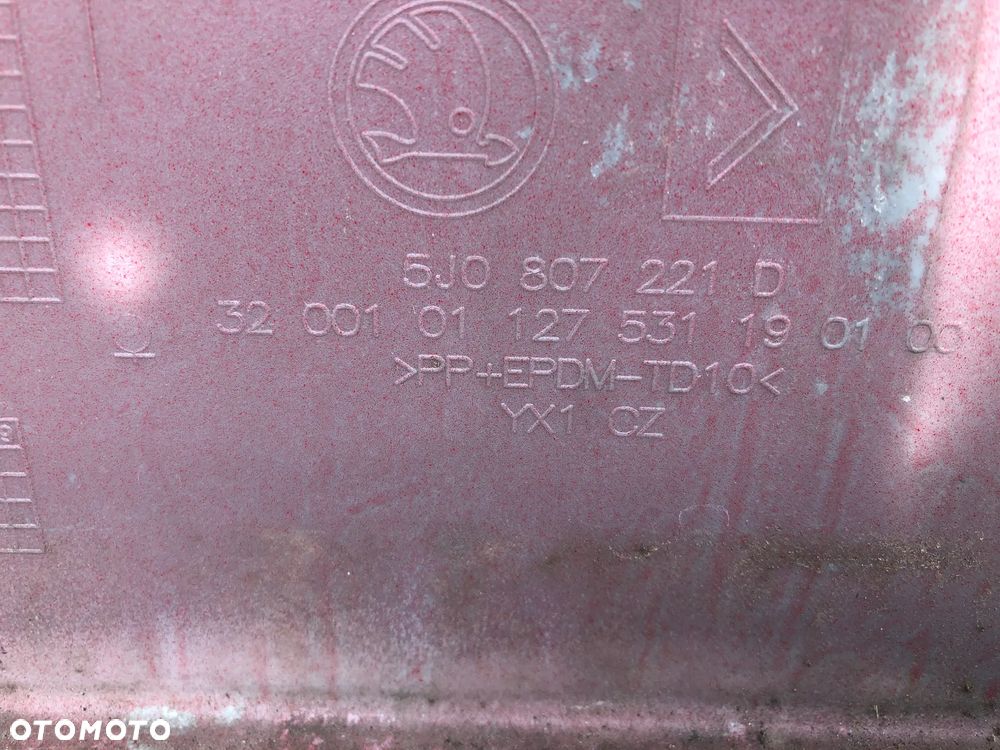 5J0 807 221 D
32 001 01 127 531 19 01 00
>PP+EPDM-TD10<
YX1 CZ
OTOMOTO